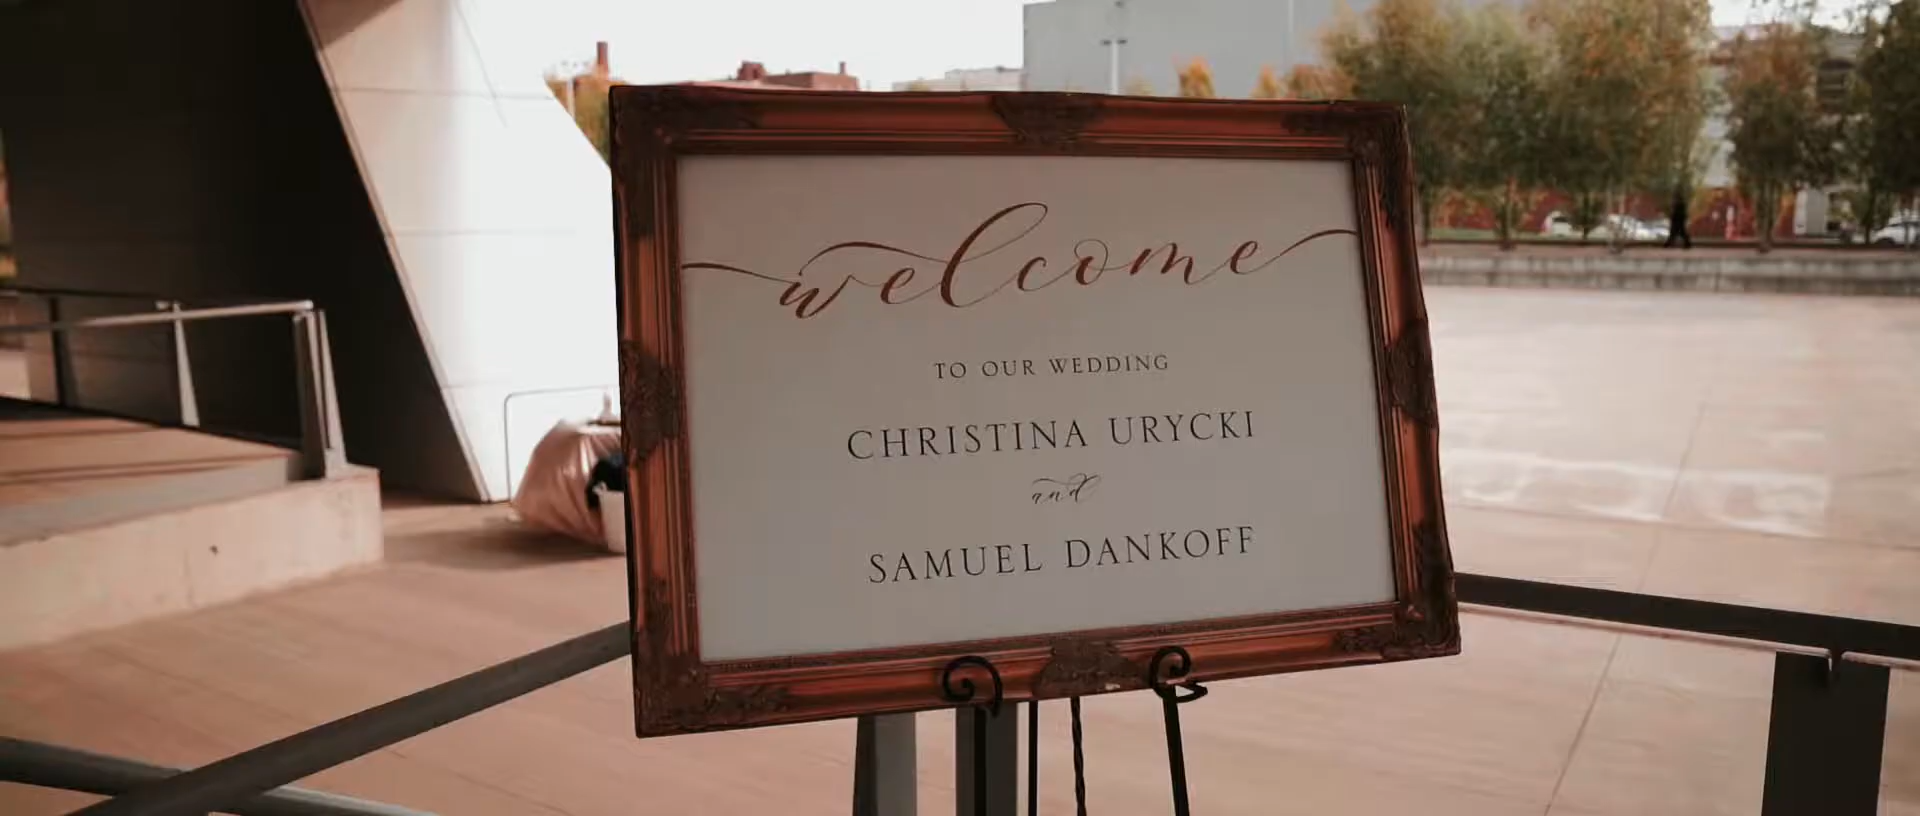 welcome
TO OUR WEDDING
CHRISTINA URYCKI
and
SAMUEL DANKOFF